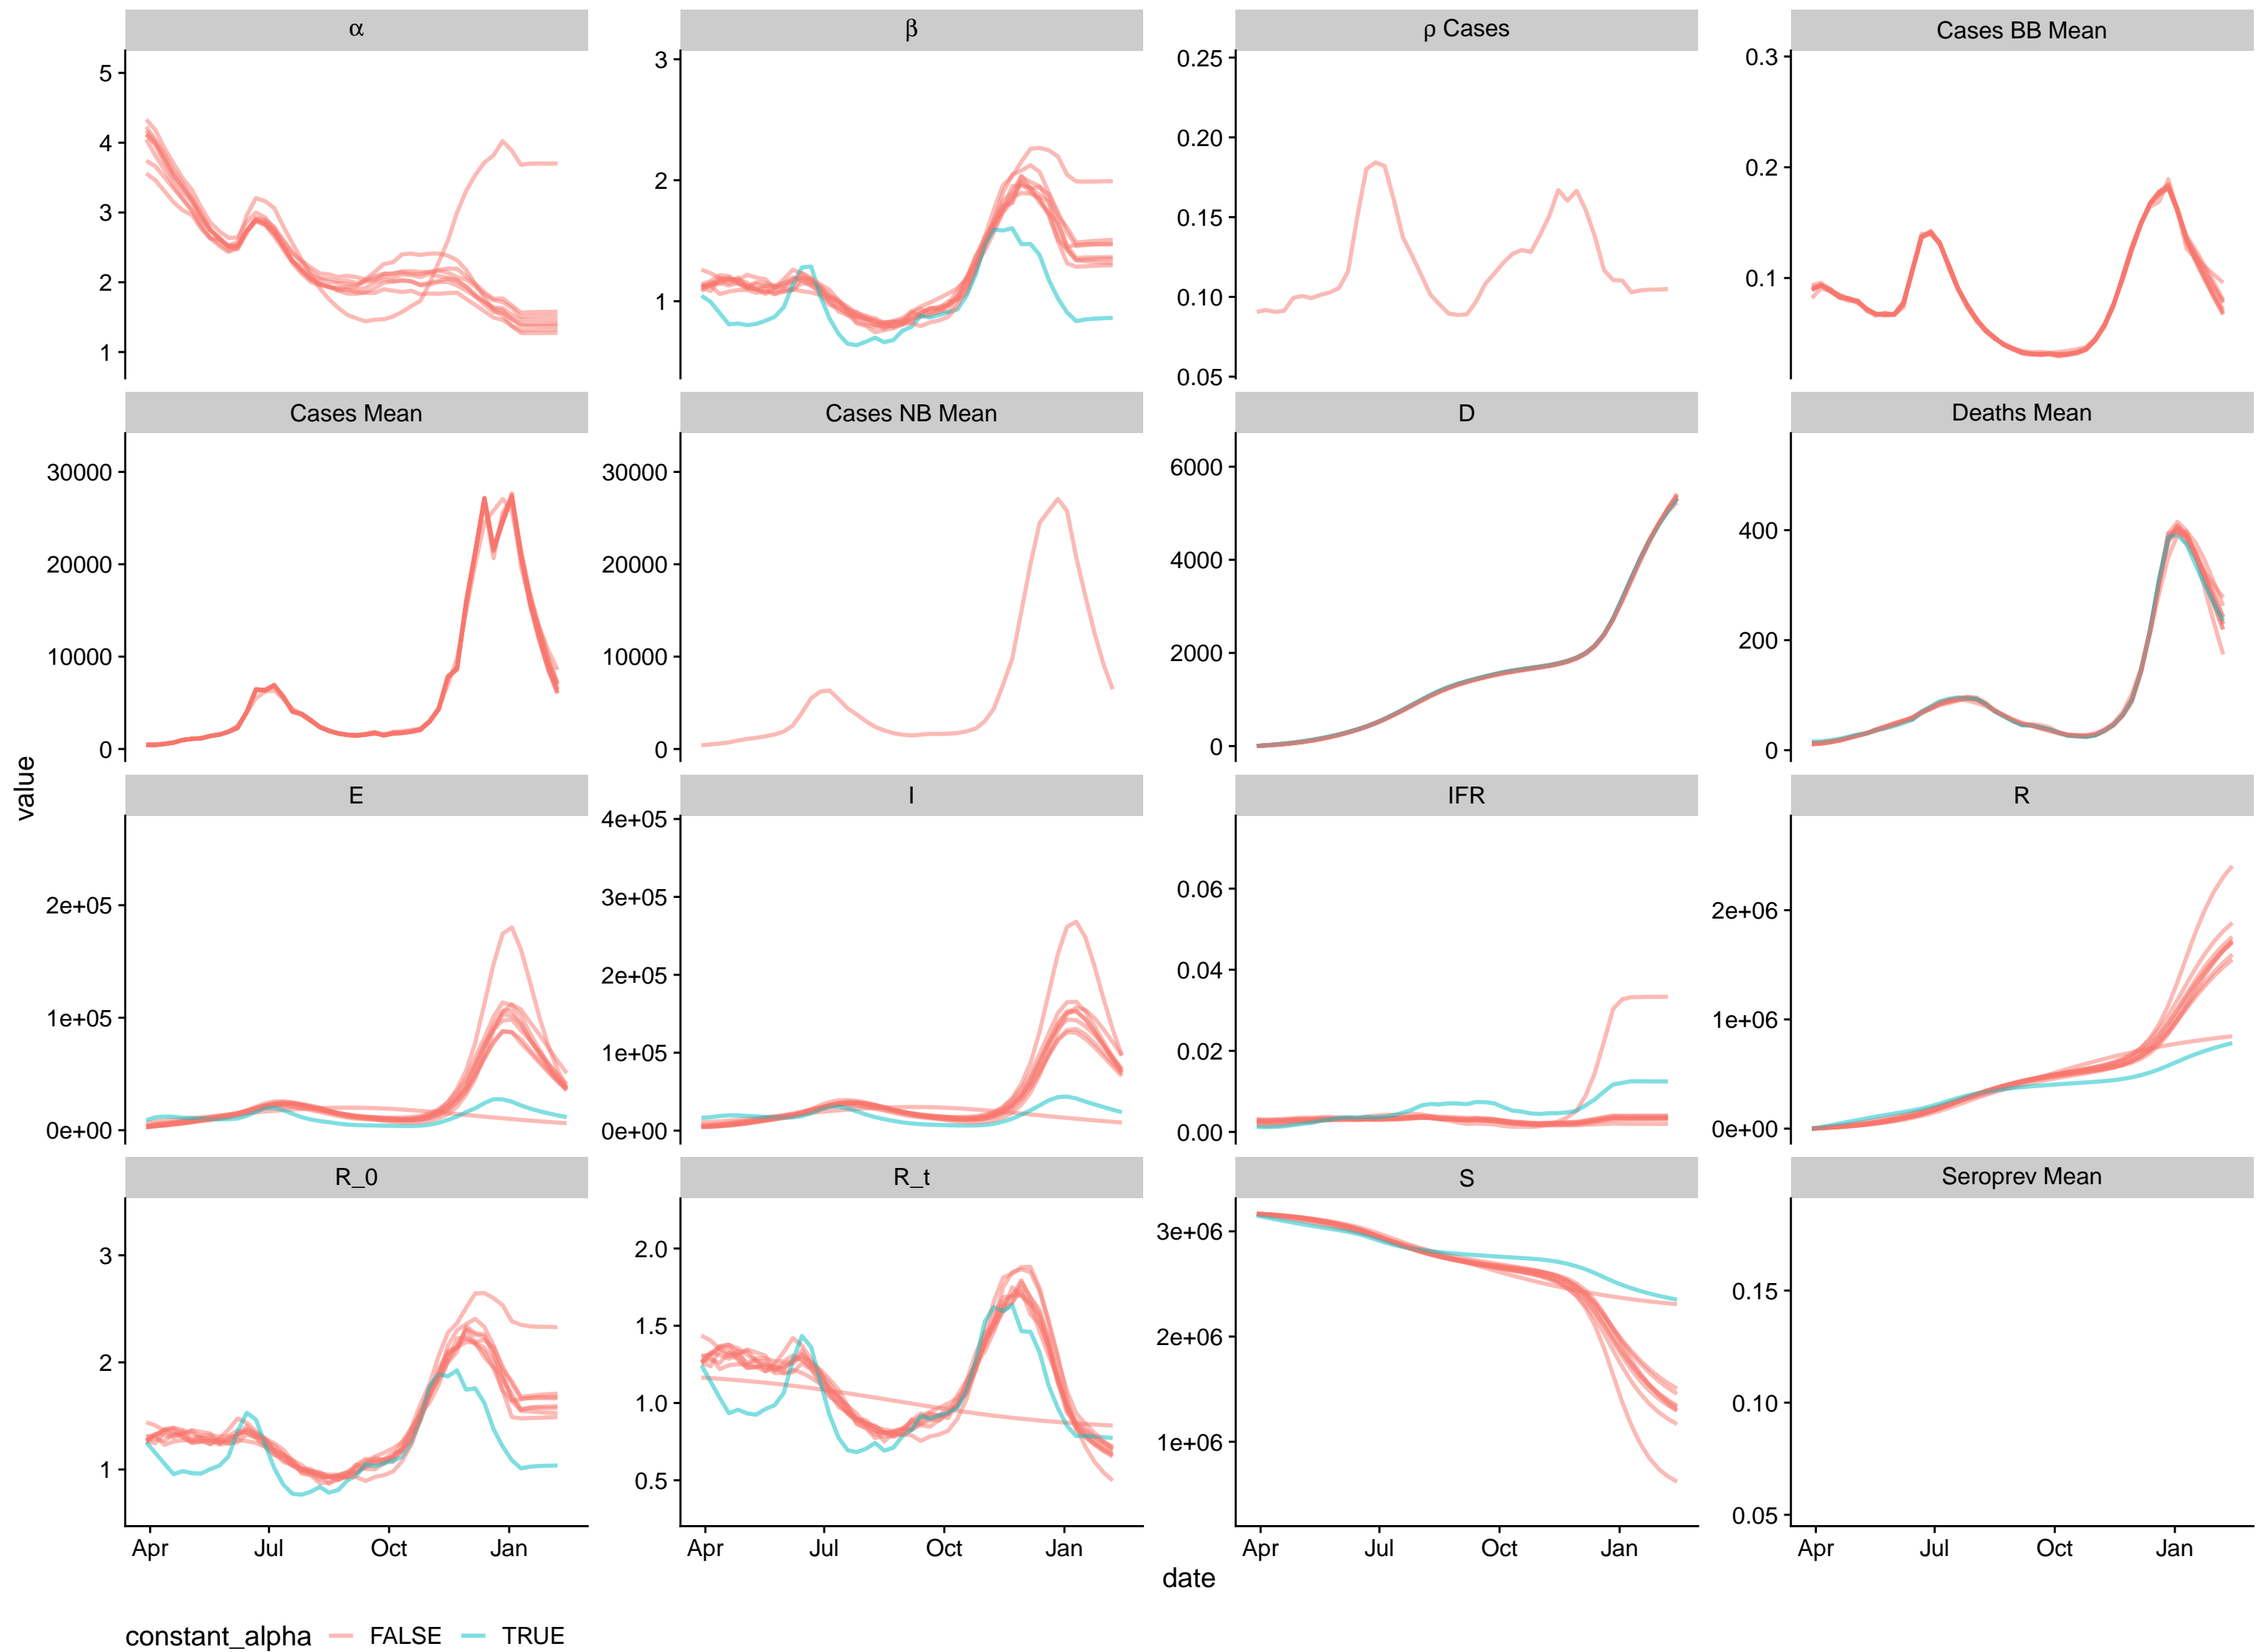 α β ρ Cases Cases BB Mean
5
4
3
2
1
3
2
1
0.25
0.20
0.15
0.10
0.05
0.3
0.2
0.1
Cases Mean Cases NB Mean D Deaths Mean
30000
20000
10000
0
30000
20000
10000
0
6000
4000
2000
0
400
200
0
E I IFR R
2e+05
1e+05
0e+00
4e+05
3e+05
2e+05
1e+05
0e+00
0.06
0.04
0.02
0.00
2e+06
1e+06
0e+00
R_0 R_t S Seroprev Mean
3
2
1
2.0
1.5
1.0
0.5
3e+06
2e+06
1e+06
0.15
0.10
0.05
Apr Jul Oct Jan Apr Jul Oct Jan Apr Jul Oct Jan Apr Jul Oct Jan
value
date
constant_alpha FALSE TRUE